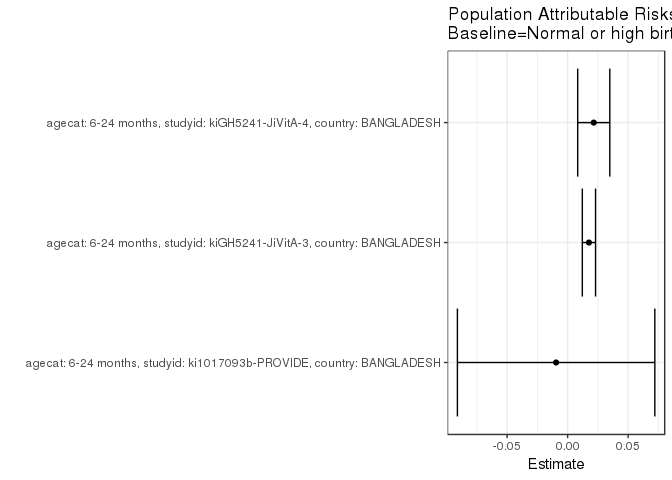 Population Attributable Risks
Baseline=Normal or high birt
agecat: 6-24 months, studyid: kiGH5241-JiVitA-4, country: BANGLADESH
agecat: 6-24 months, studyid: kiGH5241-JiVitA-3, country: BANGLADESH
agecat: 6-24 months, studyid: ki1017093b-PROVIDE, country: BANGLADESH
-0.05 0.00 0.05
Estimate